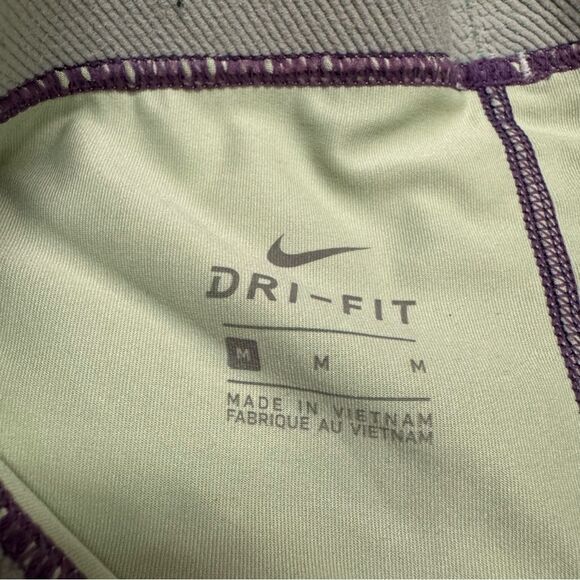 DRI-FIT
M M M
MADE IN VIETNAM
FABRIQUE AU VIETNAM